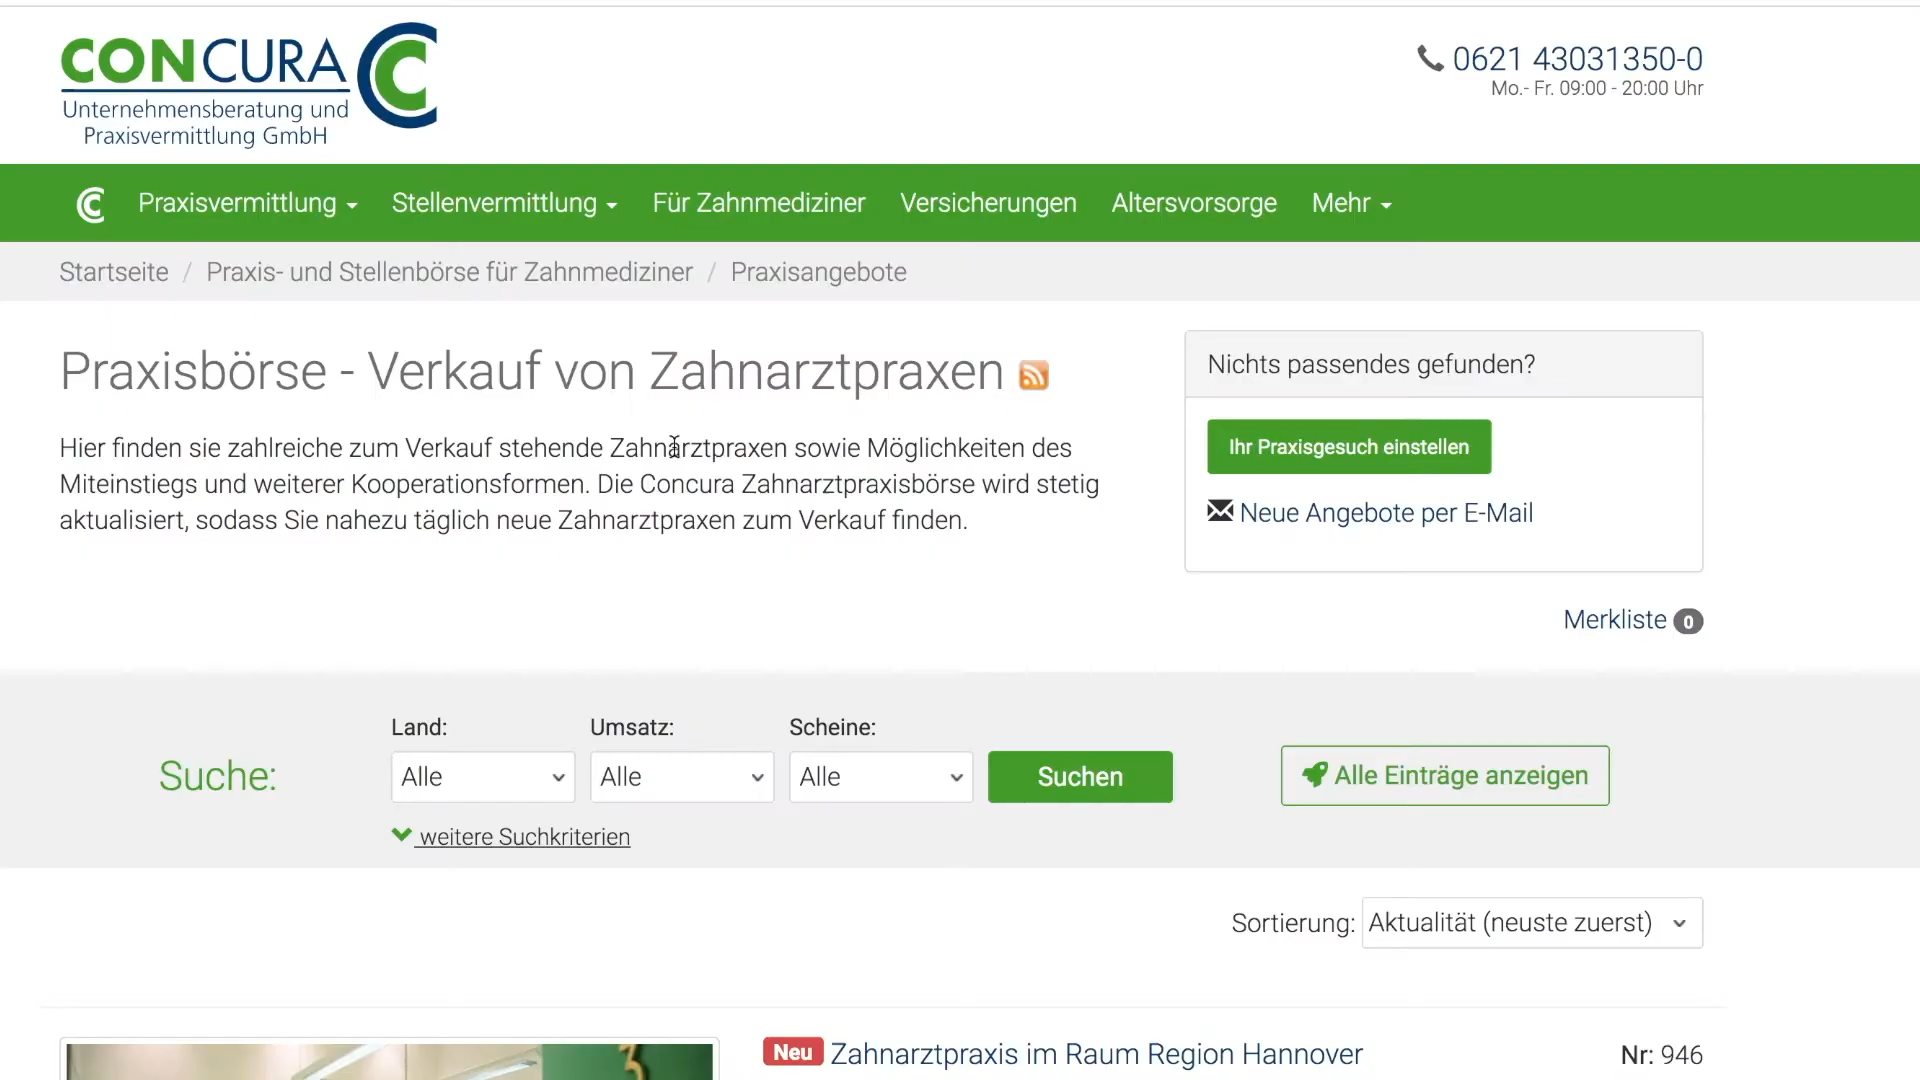 CONCURA
Unternehmensberatung und
Praxisvermittlung GmbH
0621 43031350-0
Mo.- Fr. 09:00 - 20:00 Uhr
Praxisvermittlung Stellenvermittlung Für Zahnmediziner Versicherungen Altersvorsorge Mehr
Startseite / Praxis- und Stellenbörse für Zahnmediziner / Praxisangebote
Praxisbörse - Verkauf von Zahnarztpraxen
Hier finden sie zahlreiche zum Verkauf stehende Zahnarztpraxen sowie Möglichkeiten des
Miteinstiegs und weiterer Kooperationsformen. Die Concura Zahnarztpraxisbörse wird stetig
aktualisiert, sodass Sie nahezu täglich neue Zahnarztpraxen zum Verkauf finden.
Nichts passendes gefunden?
Ihr Praxisgesuch einstellen
Neue Angebote per E-Mail
Merkliste 0
Suche:
Land: Umsatz: Scheine:
Alle Alle Alle Suchen
Alle Einträge anzeigen
weitere Suchkriterien
Sortierung: Aktualität (neuste zuerst)
Neu Zahnarztpraxis im Raum Region Hannover Nr: 946
3